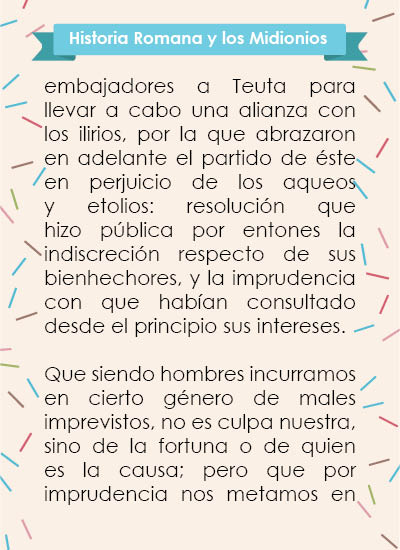 Historia Romana y los Midionios
embajadores a Teuta para
llevar a cabo una alianza con
los ilirios, por la que abrazaron
en adelante el partido de éste
en perjuicio de los aqueos
y etolios: resolución que
hizo pública por entones la
indiscreción respecto de sus
bienhechores, y la imprudencia
con que habían consultado
desde el principio sus intereses.
Que siendo hombres incurramos
en cierto género de males
imprevistos, no es culpa nuestra,
sino de la fortuna o de quien
es la causa; pero que por
imprudencia nos metamos en